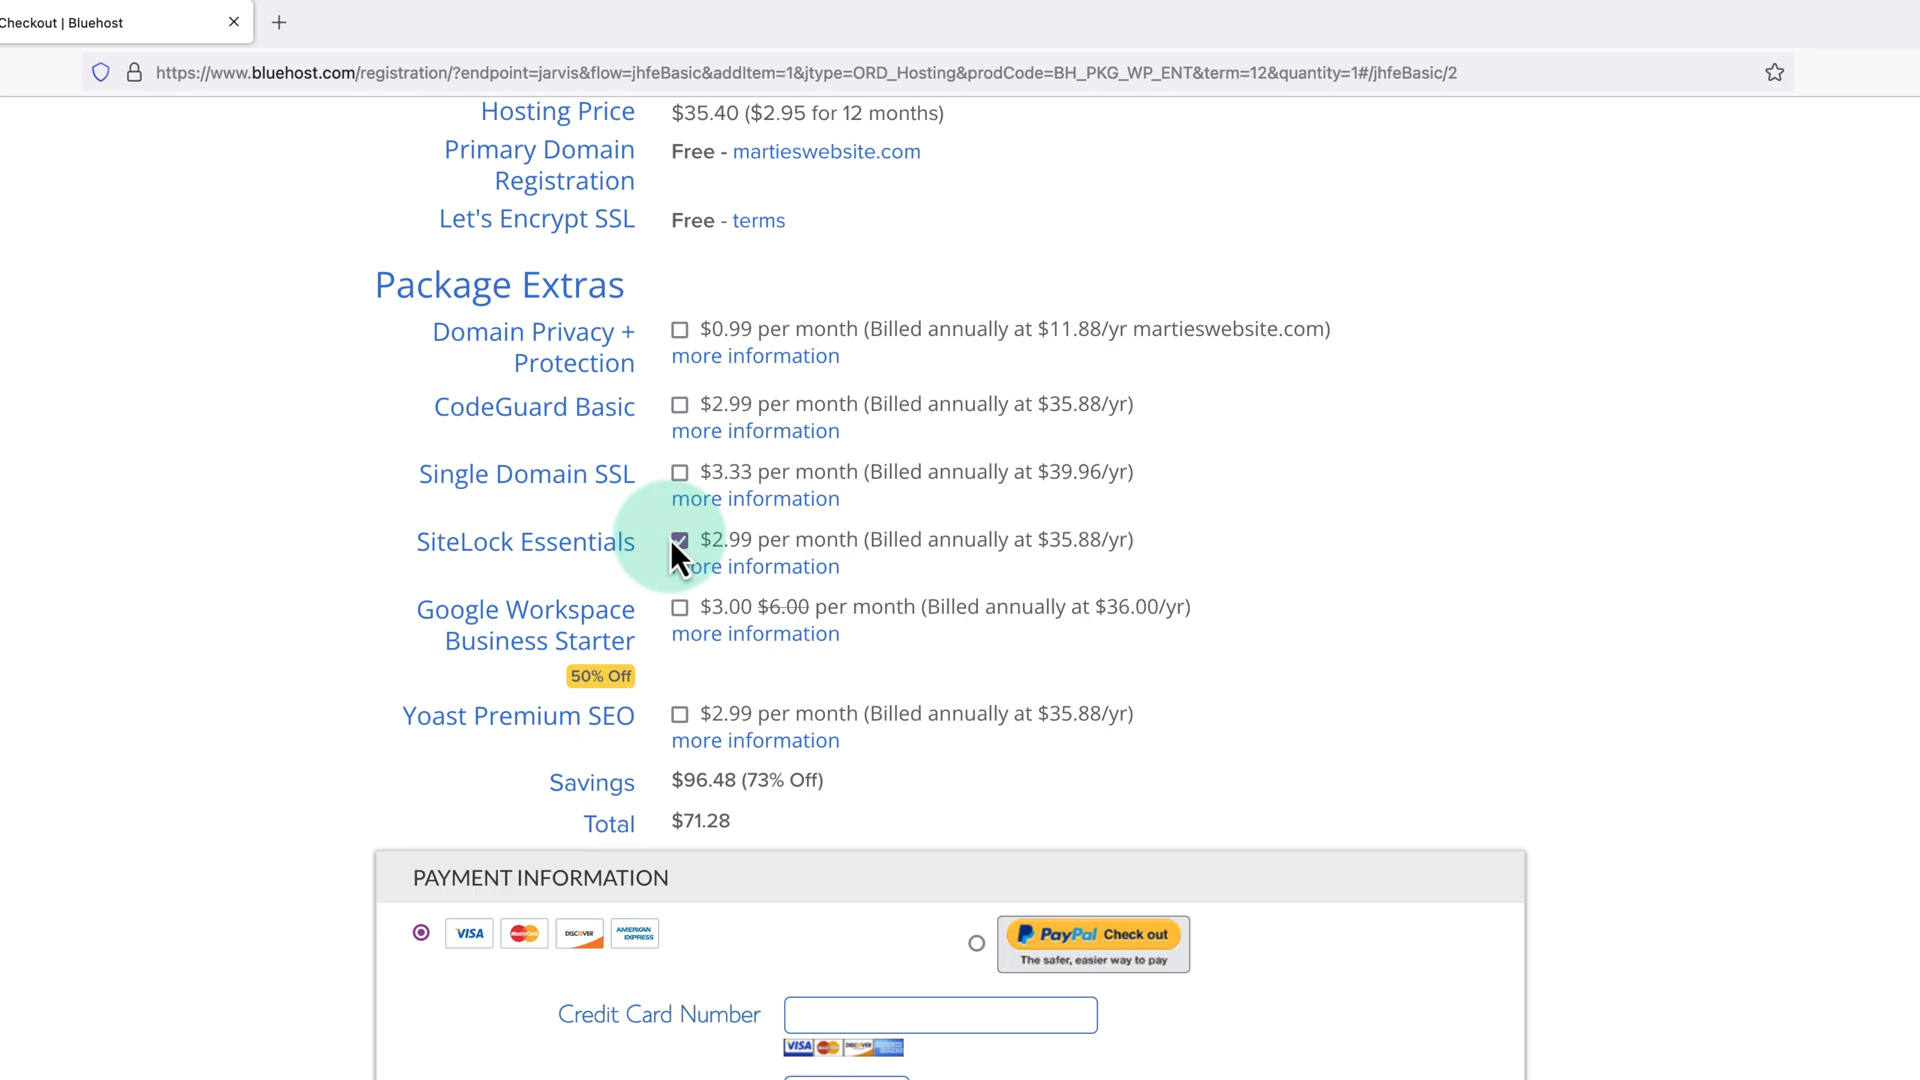 Checkout | Bluehost
https://www.bluehost.com/registration/?endpoint=jarvis&flow=jhfeBasic&addItem=1&jtype=ORD_Hosting&prodCode=BH_PKG_WP_ENT&term=12&quantity=1#/jhfeBasic/2
Hosting Price $35.40 ($2.95 for 12 months)
Primary Domain Free - martieswebsite.com
Registration
Let's Encrypt SSL Free - terms
Package Extras
Domain Privacy + $0.99 per month (Billed annually at $11.88/yr martieswebsite.com)
Protection more information
CodeGuard Basic $2.99 per month (Billed annually at $35.88/yr)
more information
Single Domain SSL $3.33 per month (Billed annually at $39.96/yr)
more information
SiteLock Essentials $2.99 per month (Billed annually at $35.88/yr)
more information
Google Workspace $3.00 $6.00 per month (Billed annually at $36.00/yr)
Business Starter more information
50% Off
Yoast Premium SEO $2.99 per month (Billed annually at $35.88/yr)
more information
Savings $96.48 (73% Off)
Total $71.28
PAYMENT INFORMATION
VISA MasterCard DISCOVER AMERICAN EXPRESS PayPal Check out
The safer, easier way to pay
Credit Card Number
VISA MasterCard DISCOVER